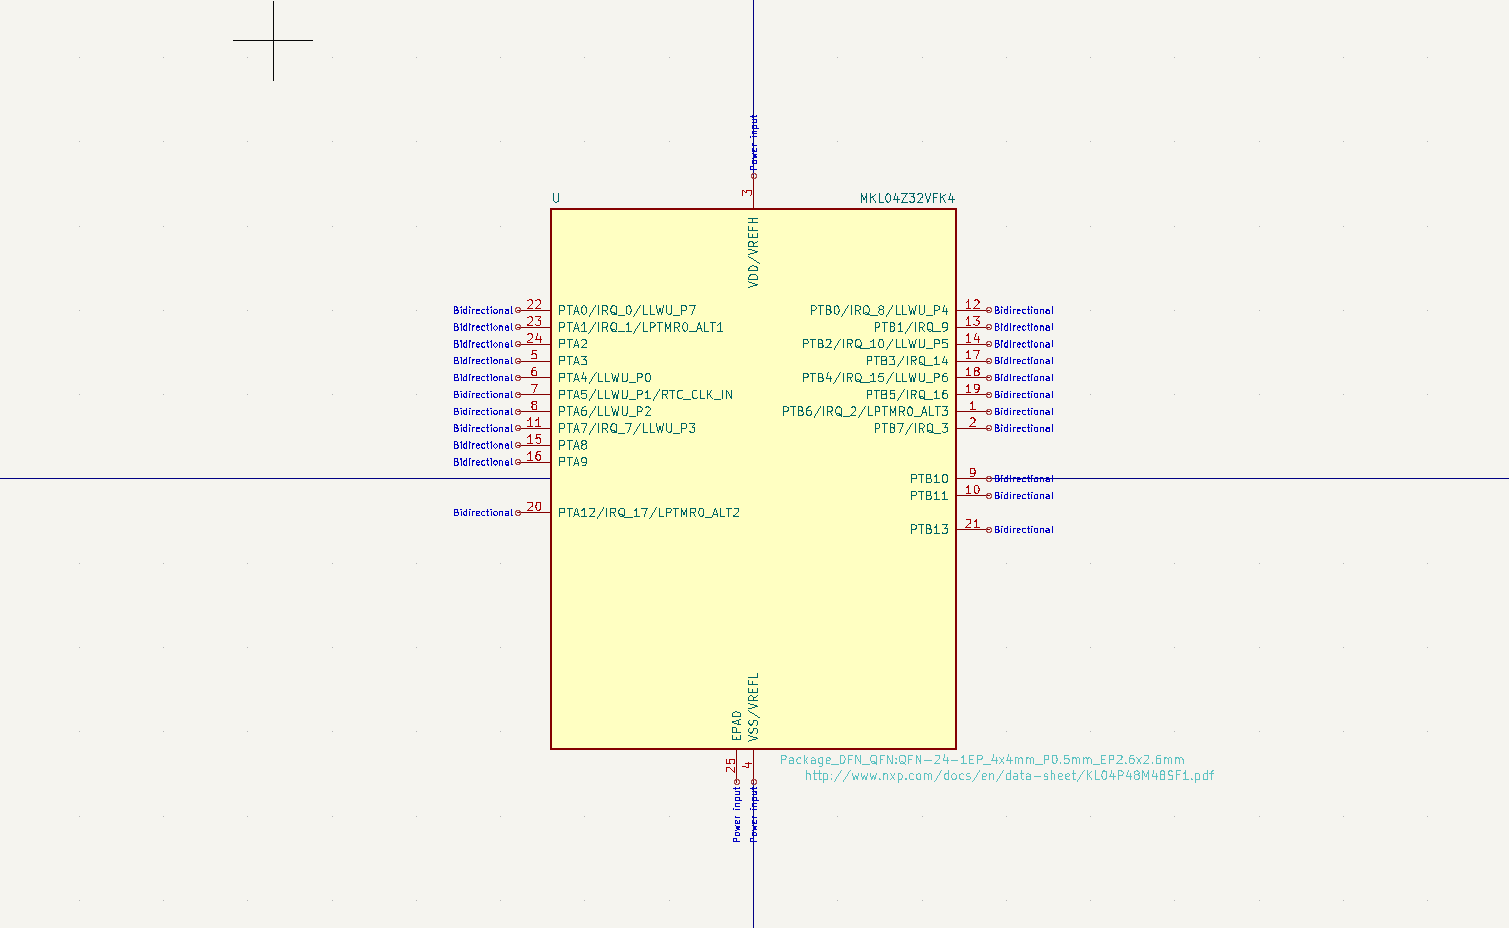 Power input
3
U MKL04Z32VFK4
VDD/VREFH
Bidirectional 22 PTA0/IRQ_0/LLWU_P7 PTB0/IRQ_8/LLWU_P4 12 Bidirectional
Bidirectional 23 PTA1/IRQ_1/LPTMR0_ALT1 PTB1/IRQ_9 13 Bidirectional
Bidirectional 24 PTA2 PTB2/IRQ_10/LLWU_P5 14 Bidirectional
Bidirectional 5 PTA3 PTB3/IRQ_14 17 Bidirectional
Bidirectional 6 PTA4/LLWU_P0 PTB4/IRQ_15/LLWU_P6 18 Bidirectional
Bidirectional 7 PTA5/LLWU_P1/RTC_CLK_IN PTB5/IRQ_16 19 Bidirectional
Bidirectional 8 PTA6/LLWU_P2 PTB6/IRQ_2/LPTMR0_ALT3 1 Bidirectional
Bidirectional 11 PTA7/IRQ_7/LLWU_P3 PTB7/IRQ_3 2 Bidirectional
Bidirectional 15 PTA8
Bidirectional 16 PTA9
PTB10 9 Bidirectional
PTB11 10 Bidirectional
Bidirectional 20 PTA12/IRQ_17/LPTMR0_ALT2
PTB13 21 Bidirectional
EPAD VSS/VREFL
25 4
Package_DFN_QFN:QFN-24-1EP_4x4mm_P0.5mm_EP2.6x2.6mm
http://www.nxp.com/docs/en/data-sheet/KL04P48M48SF1.pdf
Power input Power input